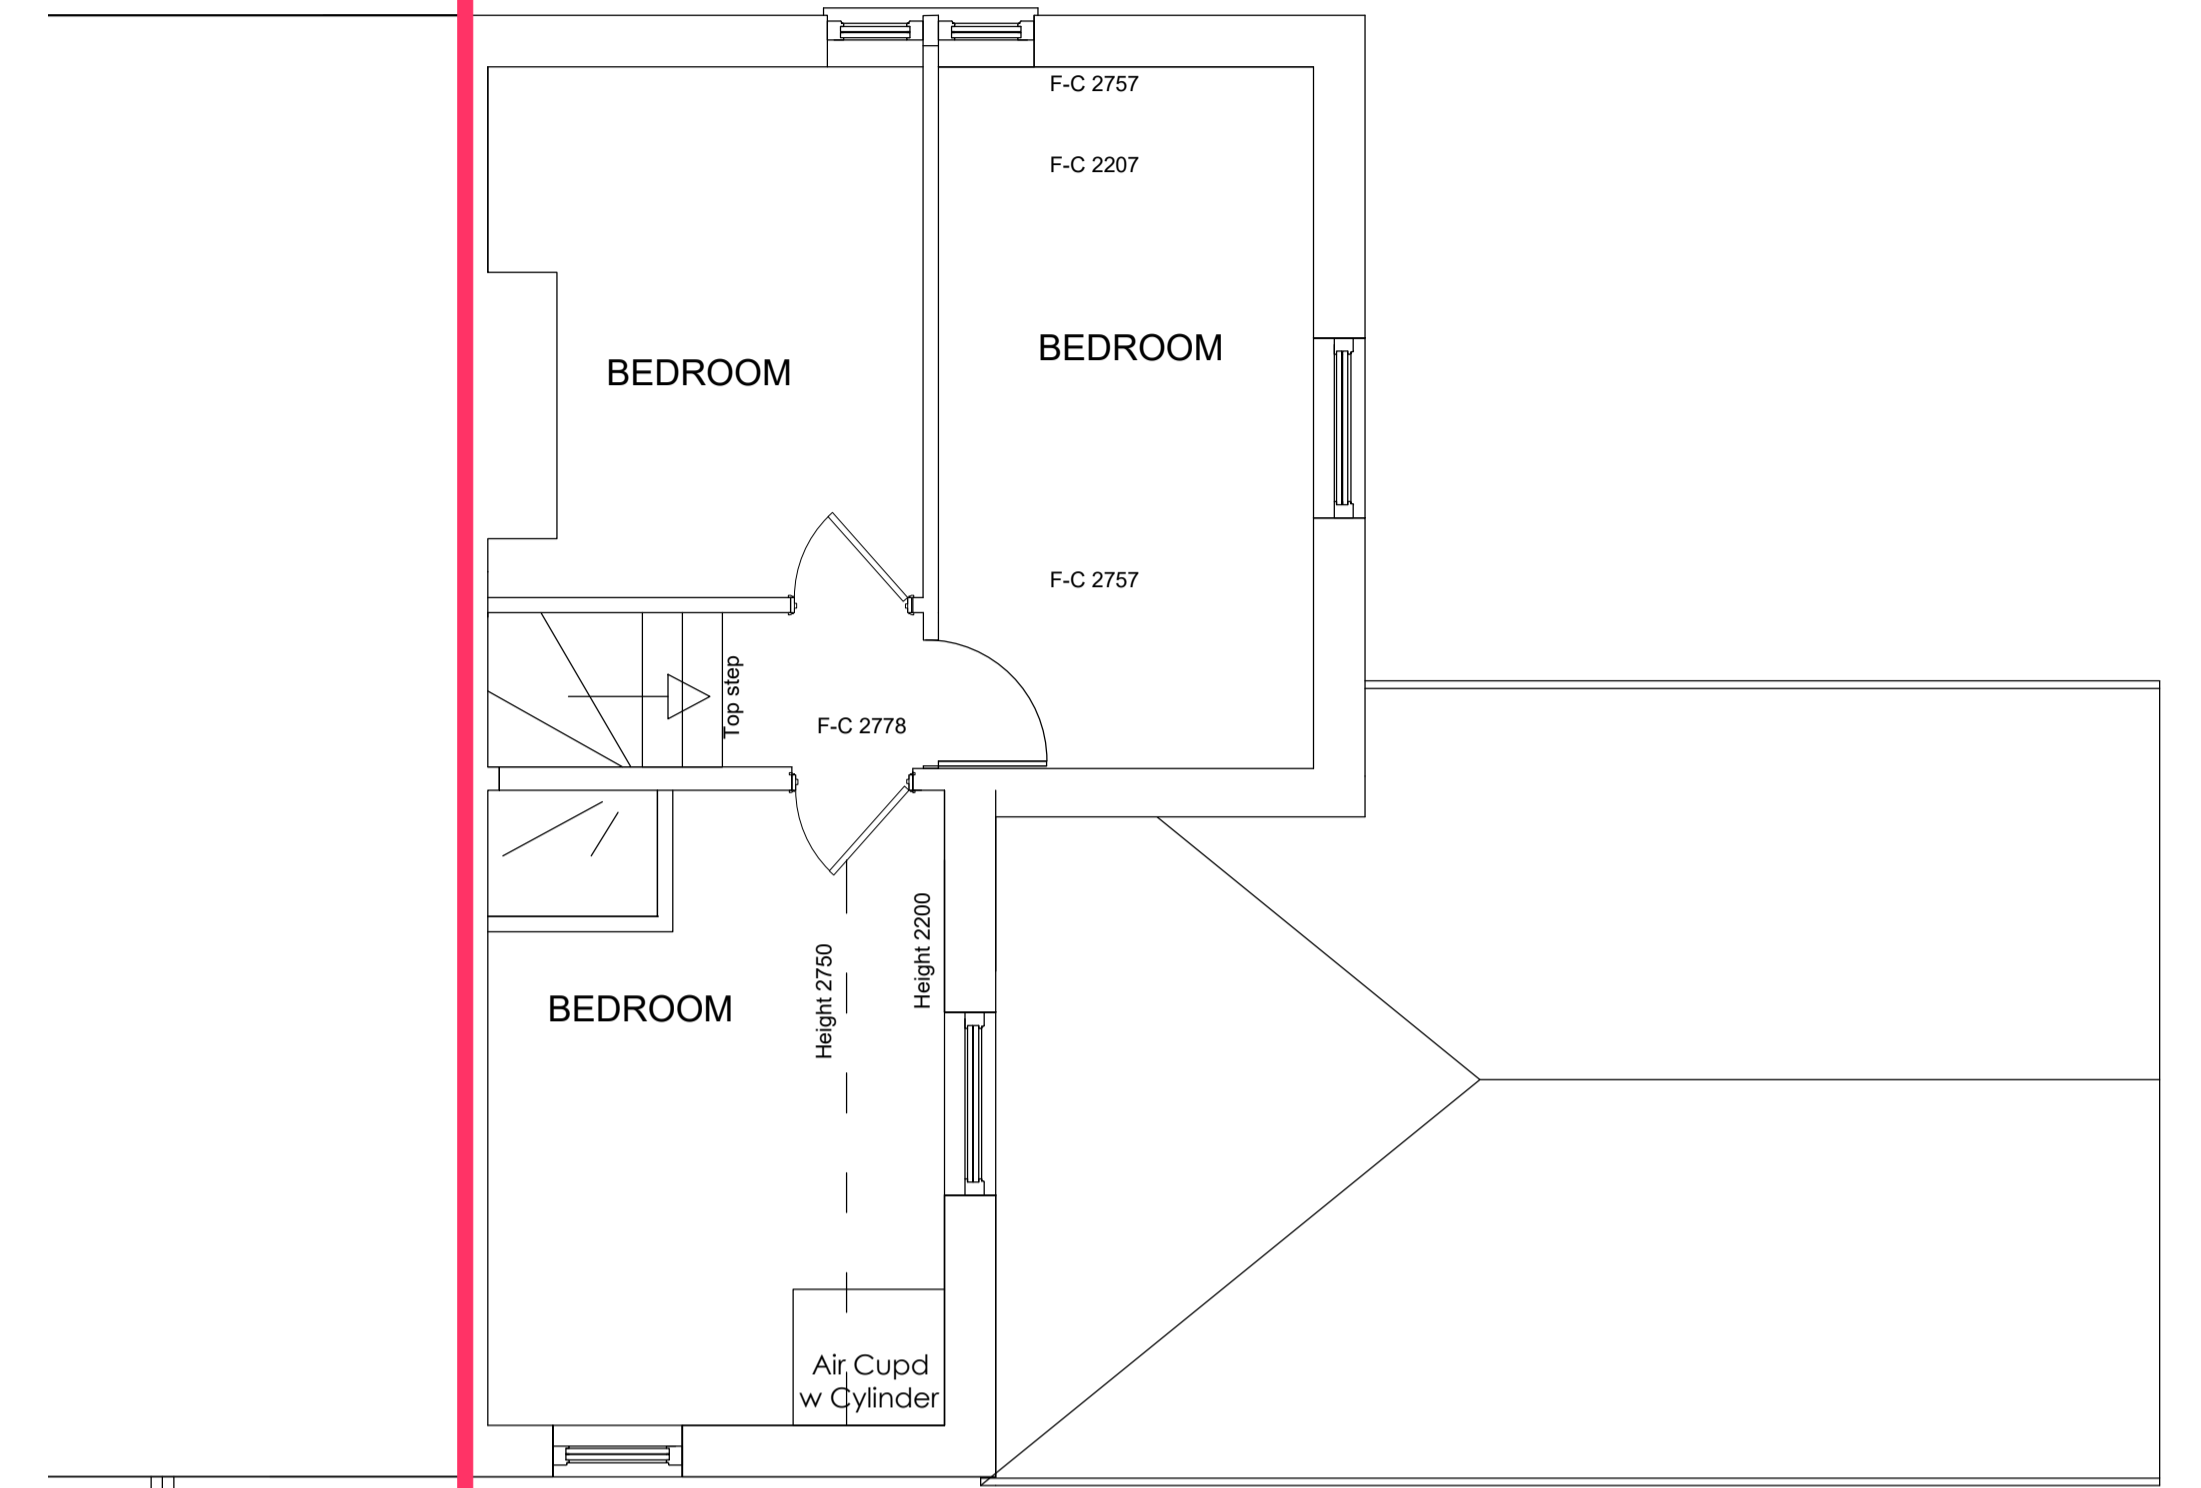 F-C 2757
F-C 2207
BEDROOM
BEDROOM
F-C 2757
Top step
F-C 2778
Height 2200
Height 2750
BEDROOM
Air Cupd
w Cylinder